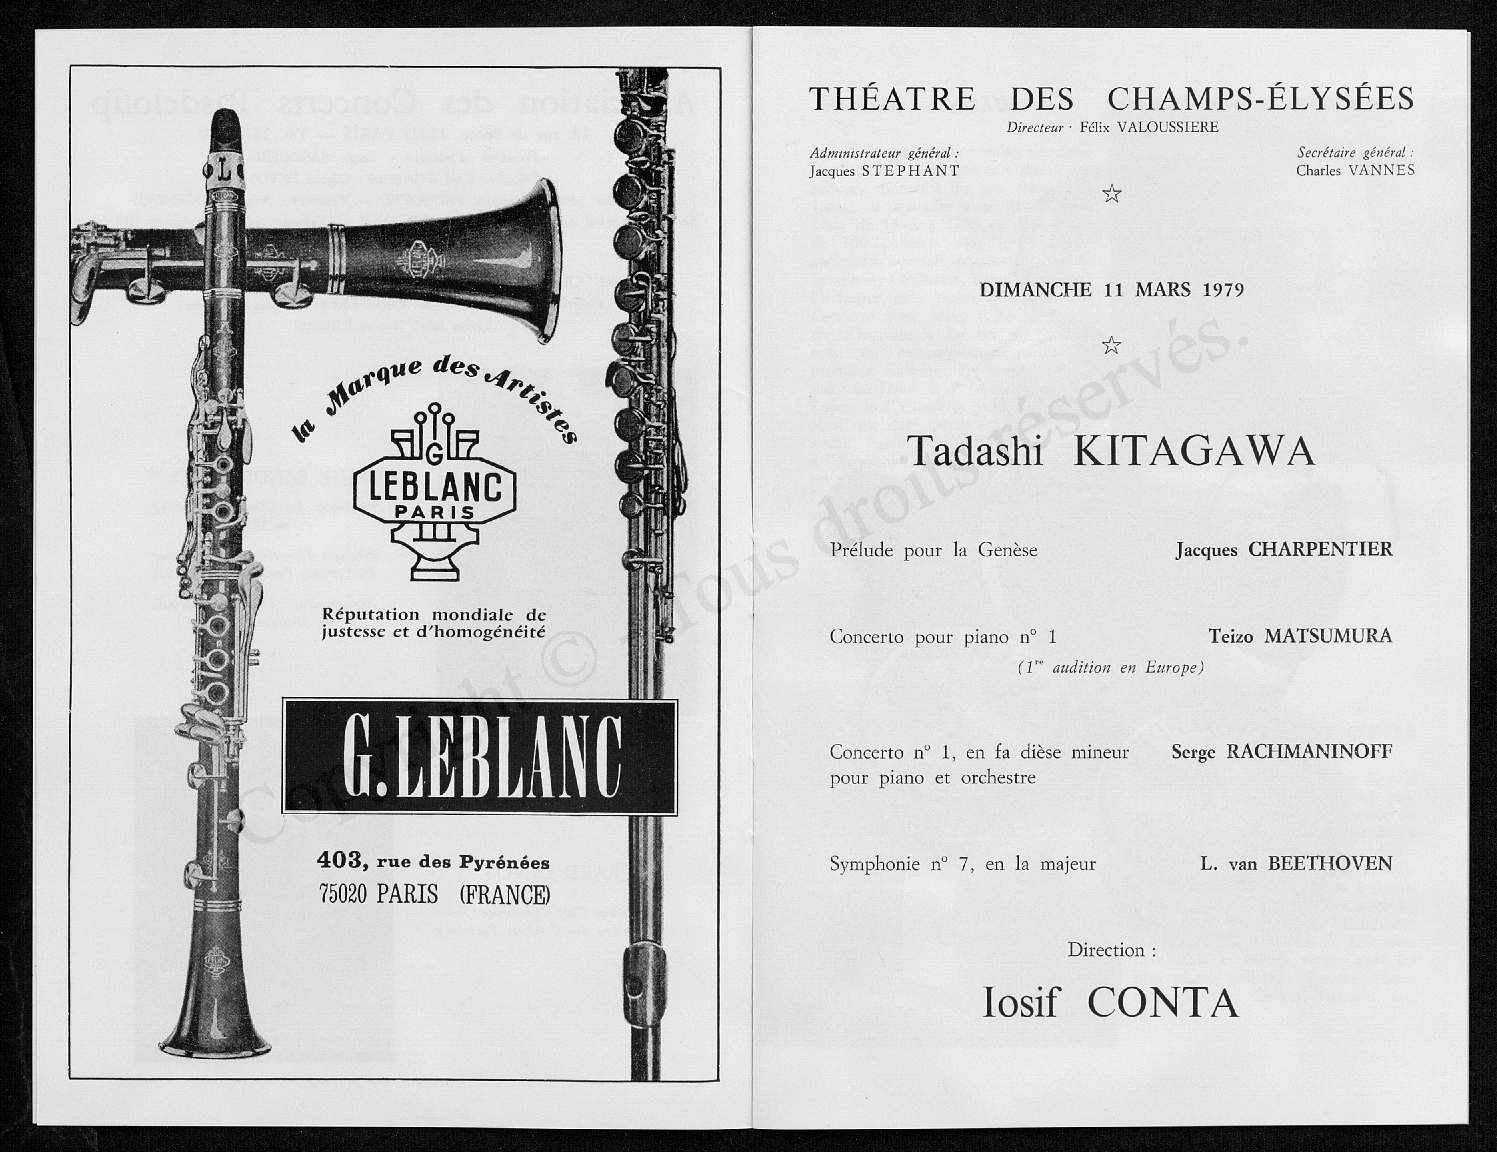 L
la Marque des Artistes
G
LEBLANC
PARIS
Réputation mondiale de
justesse et d'homogénéité
G. LEBLANC
403, rue des Pyrénées
75020 PARIS (FRANCE)
THÉATRE DES CHAMPS-ÉLYSÉES
Directeur · Félix VALOUSSIERE
Administrateur général :
Jacques STEPHANT
Secrétaire général :
Charles VANNES
DIMANCHE 11 MARS 1979
Tadashi KITAGAWA
Prélude pour la Genèse Jacques CHARPENTIER
Concerto pour piano n° 1 Teizo MATSUMURA
(1re audition en Europe)
Concerto n° 1, en fa dièse mineur Serge RACHMANINOFF
pour piano et orchestre
Symphonie n° 7, en la majeur L. van BEETHOVEN
Direction :
Iosif CONTA
Copyright © - Tous droits réservés.